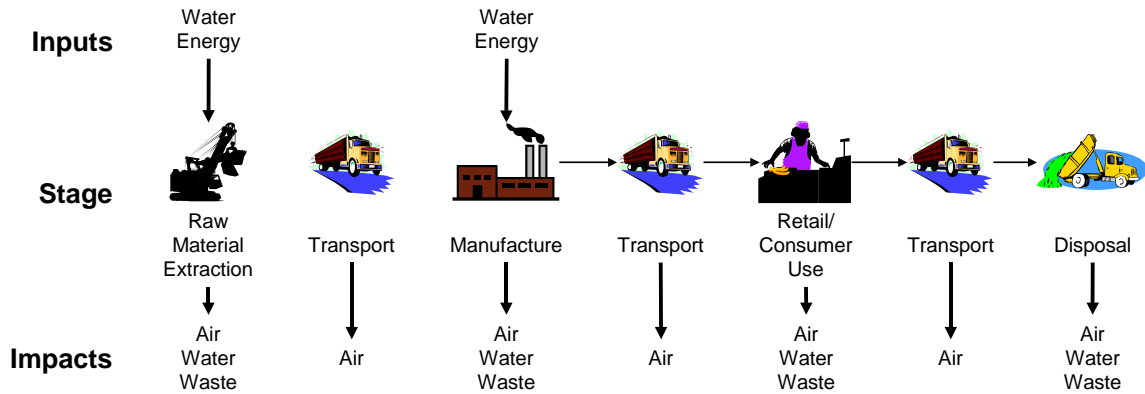 Inputs
Water
Energy
Water
Energy
Stage
Raw
Material
Extraction
Transport
Manufacture
Transport
Retail/
Consumer
Use
Transport
Disposal
Impacts
Air
Water
Waste
Air
Air
Water
Waste
Air
Air
Water
Waste
Air
Air
Water
Waste